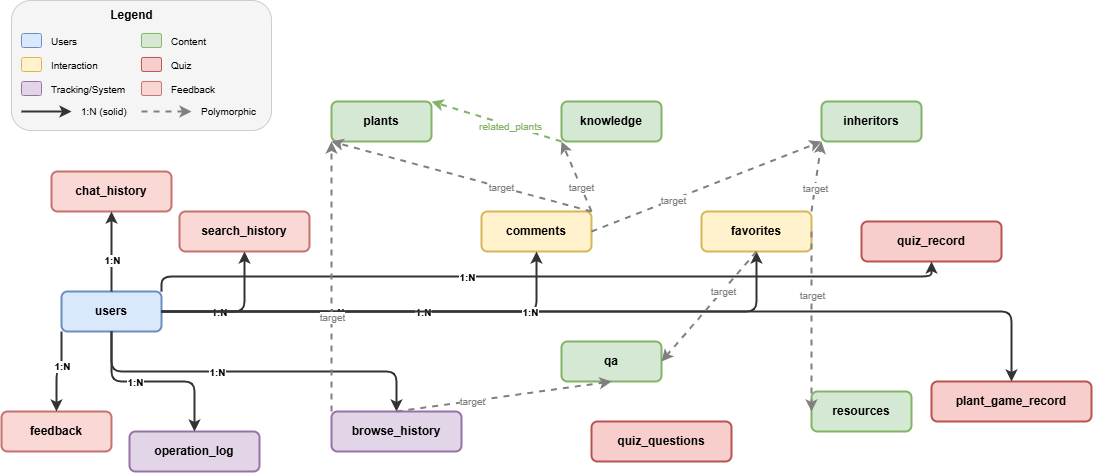 Legend
Users
Content
Interaction
Quiz
Tracking/System
Feedback
1:N (solid)
Polymorphic
plants
knowledge
inheritors
related_plants
target
target
target
target
chat_history
search_history
comments
favorites
quiz_record
1:N
1:N
target
target
users
1:N
1:N
1:N
target
qa
1:N
1:N
1:N
target
feedback
operation_log
browse_history
quiz_questions
resources
plant_game_record